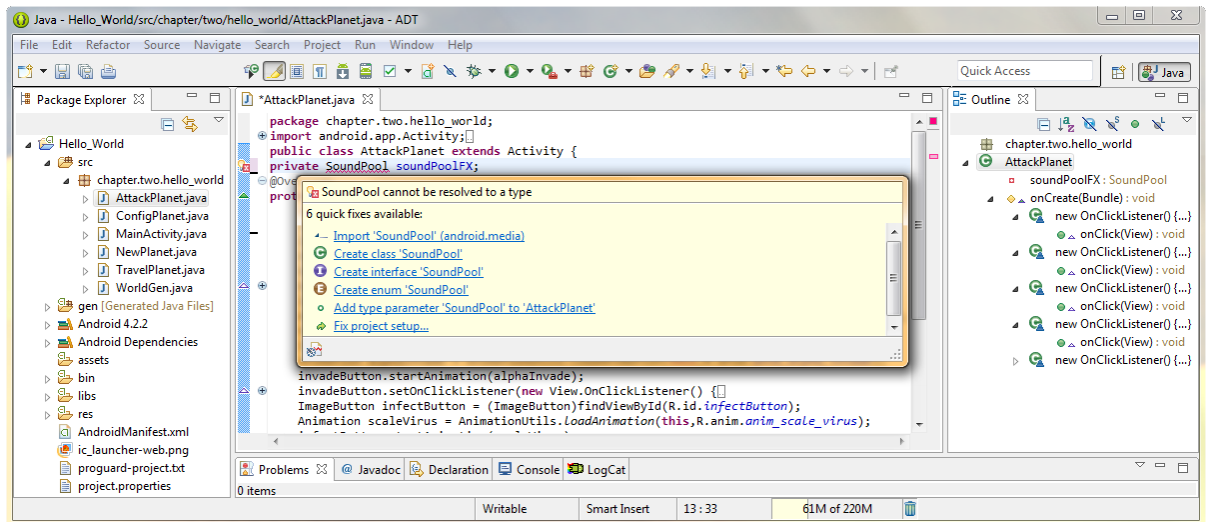 Java - Hello_World/src/chapter/two/hello_world/AttackPlanet.java - ADT
File Edit Refactor Source Navigate Search Project Run Window Help
Quick Access
Java
Package Explorer
Hello_World
src
chapter.two.hello_world
AttackPlanet.java
ConfigPlanet.java
MainActivity.java
NewPlanet.java
TravelPlanet.java
WorldGen.java
gen [Generated Java Files]
Android 4.2.2
Android Dependencies
assets
bin
libs
res
AndroidManifest.xml
ic_launcher-web.png
proguard-project.txt
project.properties
*AttackPlanet.java
package chapter.two.hello_world;
import android.app.Activity;
public class AttackPlanet extends Activity {
private SoundPool soundPoolFX;
@Ove
prot
SoundPool cannot be resolved to a type
6 quick fixes available:
Import 'SoundPool' (android.media)
Create class 'SoundPool'
Create interface 'SoundPool'
Create enum 'SoundPool'
Add type parameter 'SoundPool' to 'AttackPlanet'
Fix project setup...
invadeButton.startAnimation(alphaInvade);
invadeButton.setOnClickListener(new View.OnClickListener() {
ImageButton infectButton = (ImageButton)findViewById(R.id.infectButton);
Animation scaleVirus = AnimationUtils.loadAnimation(this,R.anim.anim_scale_virus);
Outline
chapter.two.hello_world
AttackPlanet
soundPoolFX : SoundPool
onCreate(Bundle) : void
new OnClickListener() {...}
onClick(View) : void
new OnClickListener() {...}
onClick(View) : void
new OnClickListener() {...}
onClick(View) : void
new OnClickListener() {...}
onClick(View) : void
new OnClickListener() {...}
Problems @ Javadoc Declaration Console LogCat
0 items
Writable Smart Insert 13 : 33 61M of 220M